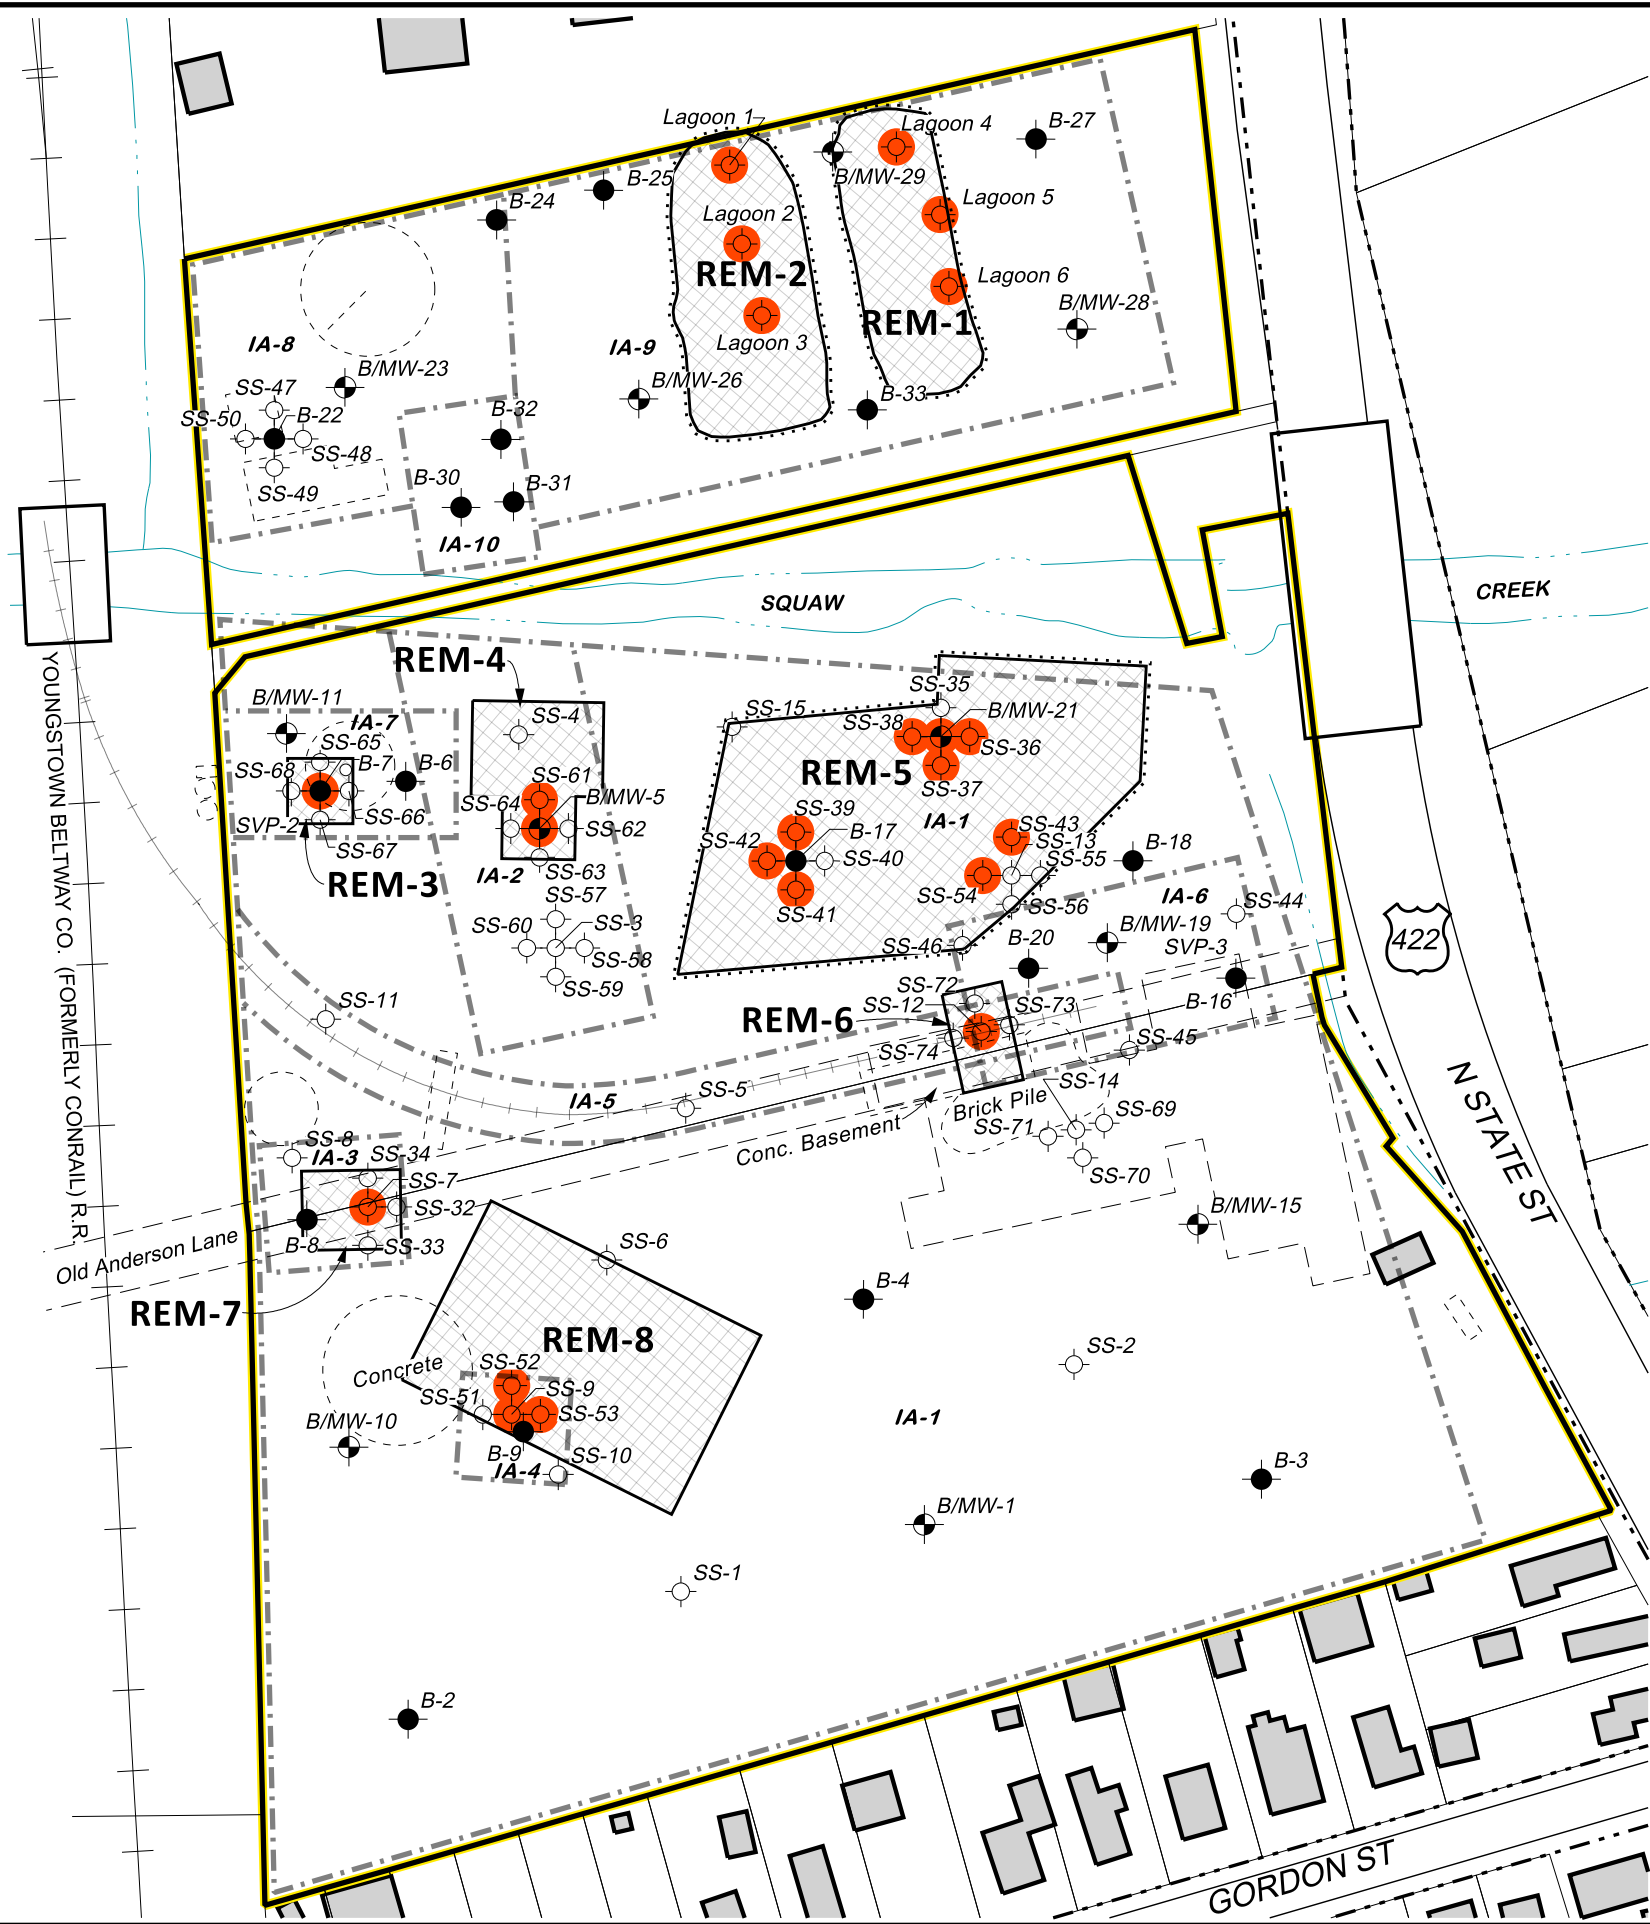 Lagoon 1
Lagoon 4
B-27
B/MW-29
B-25
B-24
Lagoon 2
Lagoon 5
REM-2
Lagoon 6
B/MW-28
REM-1
Lagoon 3
IA-8
IA-9
B/MW-23
B/MW-26
SS-47
B-33
SS-50
B-22
B-32
SS-48
B-30
B-31
SS-49
IA-10
SQUAW
CREEK
YOUNGSTOWN BELTWAY CO. (FORMERLY CONRAIL) R.R.
REM-4
B/MW-11
IA-7
SS-4
SS-15
SS-35
SS-38
B/MW-21
SS-65
SS-36
SS-68
B-7
B-6
SS-61
REM-5
SS-37
SS-64
B/MW-5
SS-39
IA-1
SVP-2
SS-66
SS-62
SS-42
B-17
SS-43
SS-13
SS-67
SS-40
SS-55
B-18
REM-3
IA-2
SS-63
SS-54
IA-6
SS-57
SS-41
SS-56
SS-44
SS-60
SS-3
B/MW-19
SS-46
B-20
SVP-3
422
SS-58
SS-59
SS-72
B-16
SS-11
SS-12
SS-73
REM-6
SS-74
SS-45
SS-14
IA-5
SS-5
Brick Pile
SS-69
Conc. Basement
SS-71
SS-70
N STATE ST
SS-8
IA-3
SS-34
SS-7
SS-32
B/MW-15
Old Anderson Lane
B-8
SS-33
SS-6
REM-7
B-4
REM-8
SS-2
Concrete
SS-52
SS-51
SS-9
SS-53
B/MW-10
IA-1
B-9
SS-10
IA-4
B-3
B/MW-1
SS-1
B-2
GORDON ST